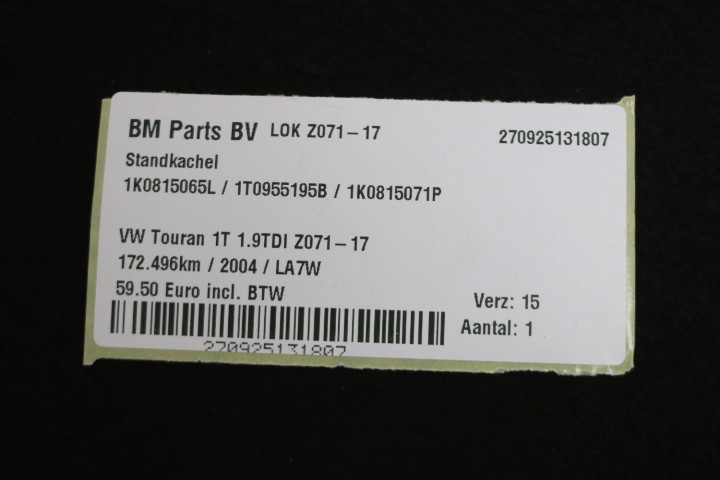 BM Parts BV LOK Z071-17 270925131807
Standkachel
1K0815065L / 1T0955195B / 1K0815071P
VW Touran 1T 1.9TDI Z071-17
172.496km / 2004 / LA7W
59.50 Euro incl. BTW
Verz: 15
Aantal: 1
270925131807